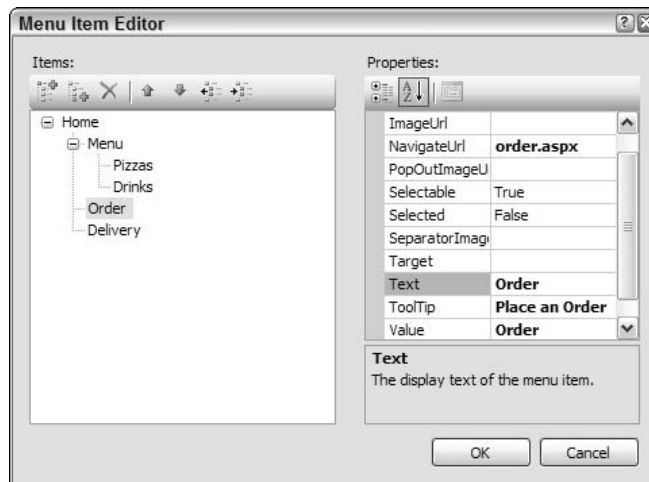 Menu Item Editor
Items:
Properties:
Home
Menu
Pizzas
Drinks
Order
Delivery
A
Z
ImageUrl
NavigateUrl order.aspx
PopOutImageU
Selectable True
Selected False
SeparatorImag
Target
Text Order
ToolTip Place an Order
Value Order
Text
The display text of the menu item.
OK Cancel